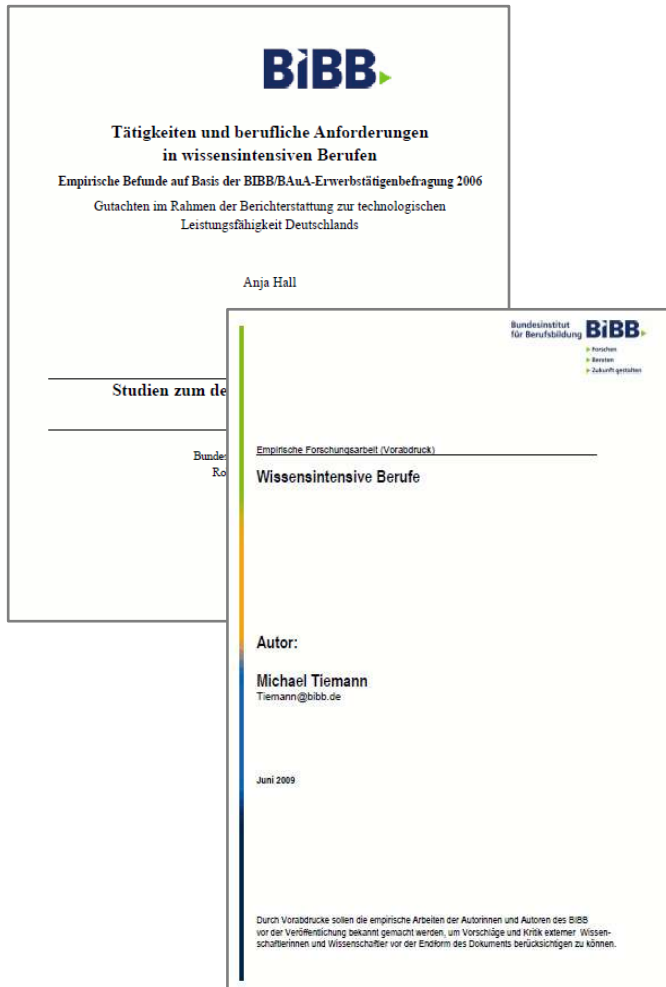 BiBB
Tätigkeiten und berufliche Anforderungen
in wissensintensiven Berufen
Empirische Befunde auf Basis der BIBB/BAuA-Erwerbstätigenbefragung 2006
Gutachten im Rahmen der Berichterstattung zur technologischen
Leistungsfähigkeit Deutschlands
Anja Hall
Studien zum de
Bundes
Ro
Bundesinstitut
für Berufsbildung
BiBB
Forschen
Beraten
Zukunft gestalten
Empirische Forschungsarbeit (Vorabdruck)
Wissensintensive Berufe
Autor:
Michael Tiemann
Tiemann@bibb.de
Juni 2009
Durch Vorabdrucke sollen die empirische Arbeiten der Autorinnen und Autoren des BIBB
vor der Veröffentlichung bekannt gemacht werden, um Vorschläge und Kritik externer Wissen-
schaftlerinnen und Wissenschaftler vor der Endform des Dokuments berücksichtigen zu können.